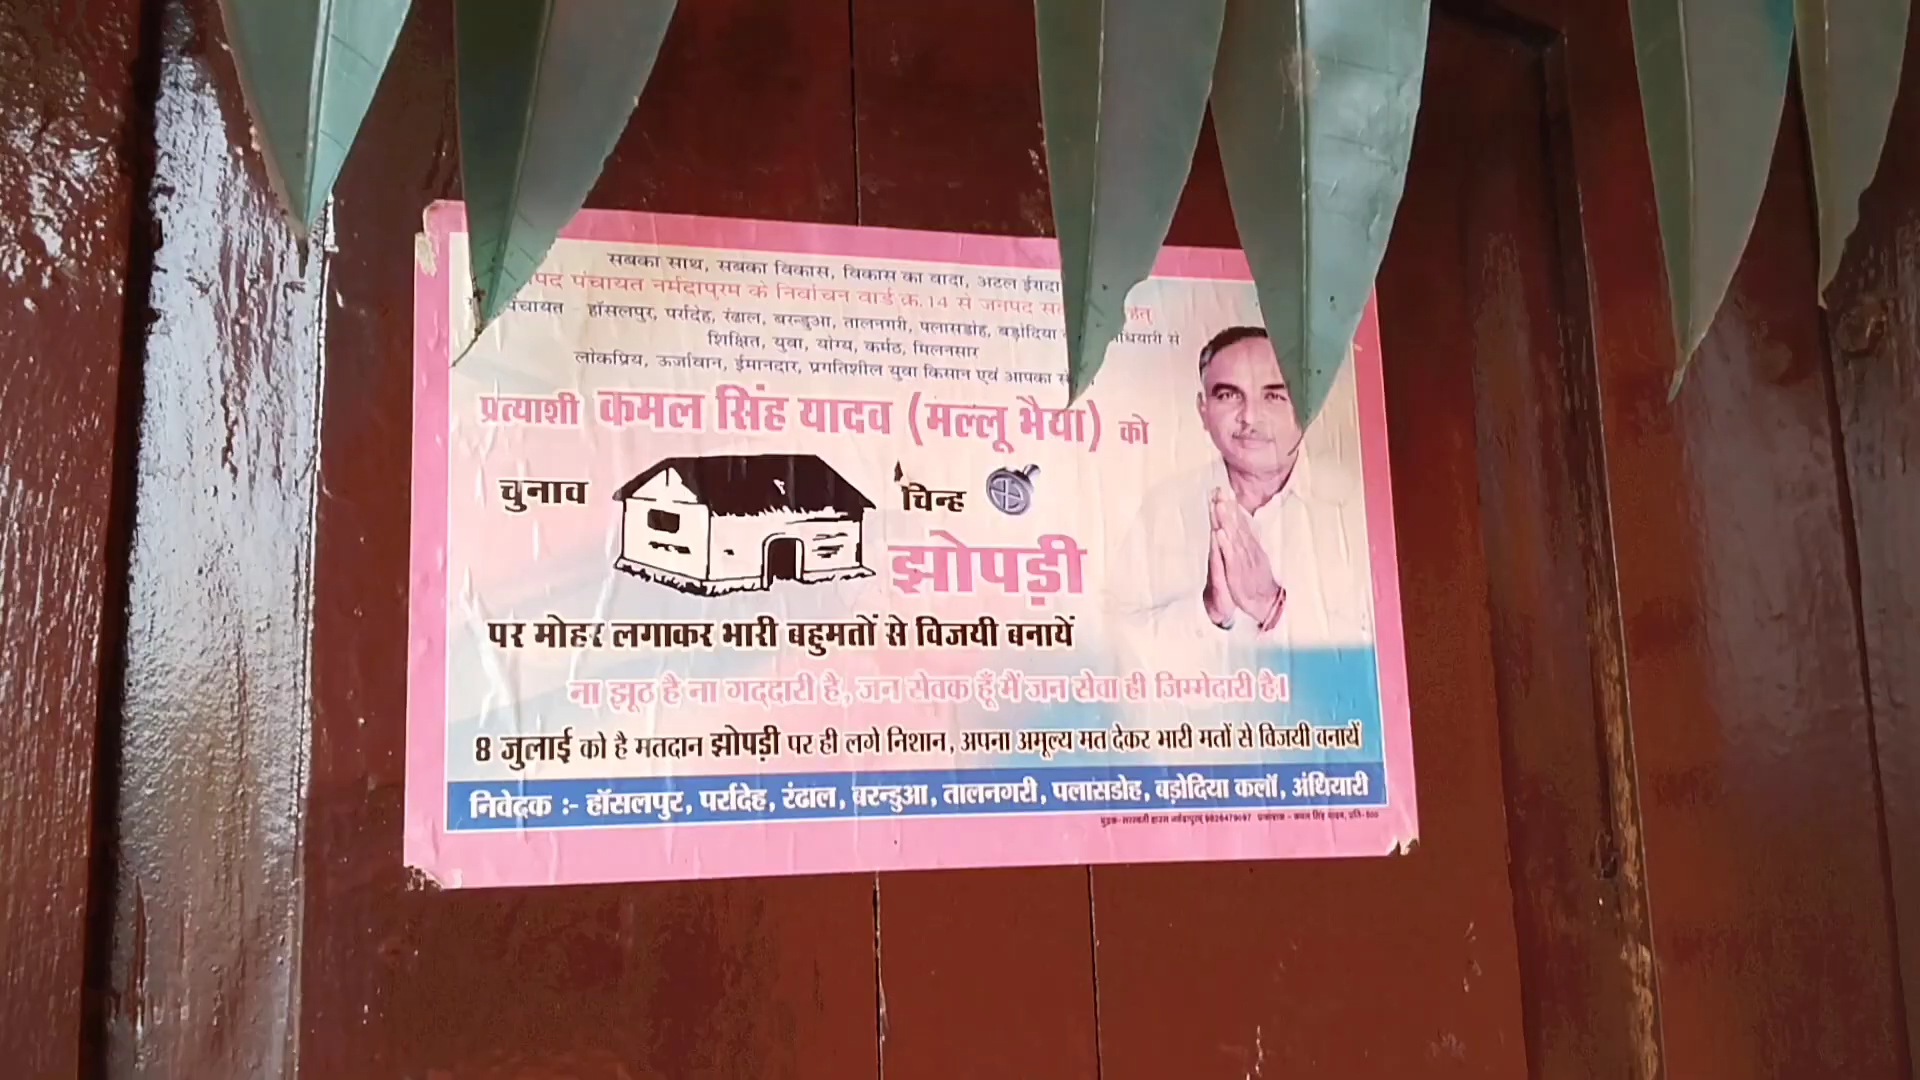 सबका साथ, सबका विकास, विकास का वादा, अटल ईरादा
पद पंचायत नर्मदापुरम के निर्वाचन वार्ड क्र. 14 से जनपद
पंचायत हॉसलपुर, पर्रादेह, रंढाल, बरन्डुआ, तालनगरी, पलासडोह, बड़ोदिया से
शिक्षित, युवा, योग्य, कर्मठ, मिलनसार
लोकप्रिय, ऊर्जावान, ईमानदार, प्रगतिशील युवा किसान एवं आपका
प्रत्याशी कमल सिंह यादव (मल्लू भैया) को
चुनाव चिन्ह
झोपड़ी
पर मोहर लगाकर भारी बहुमतों से विजयी बनायें
ना झूठ है ना गद्दारी है, जन सेवक हूँ मैं जन सेवा ही जिम्मेदारी है।
8 जुलाई को है मतदान झोपड़ी पर ही लगे निशान, अपना अमूल्य मत देकर भारी मतों से विजयी बनायें
निवेदक :- हॉसलपुर, पर्रादेह, रंढाल, बरन्डुआ, तालनगरी, पलासडोह, बड़ोदिया कलॉ, अंधियारी